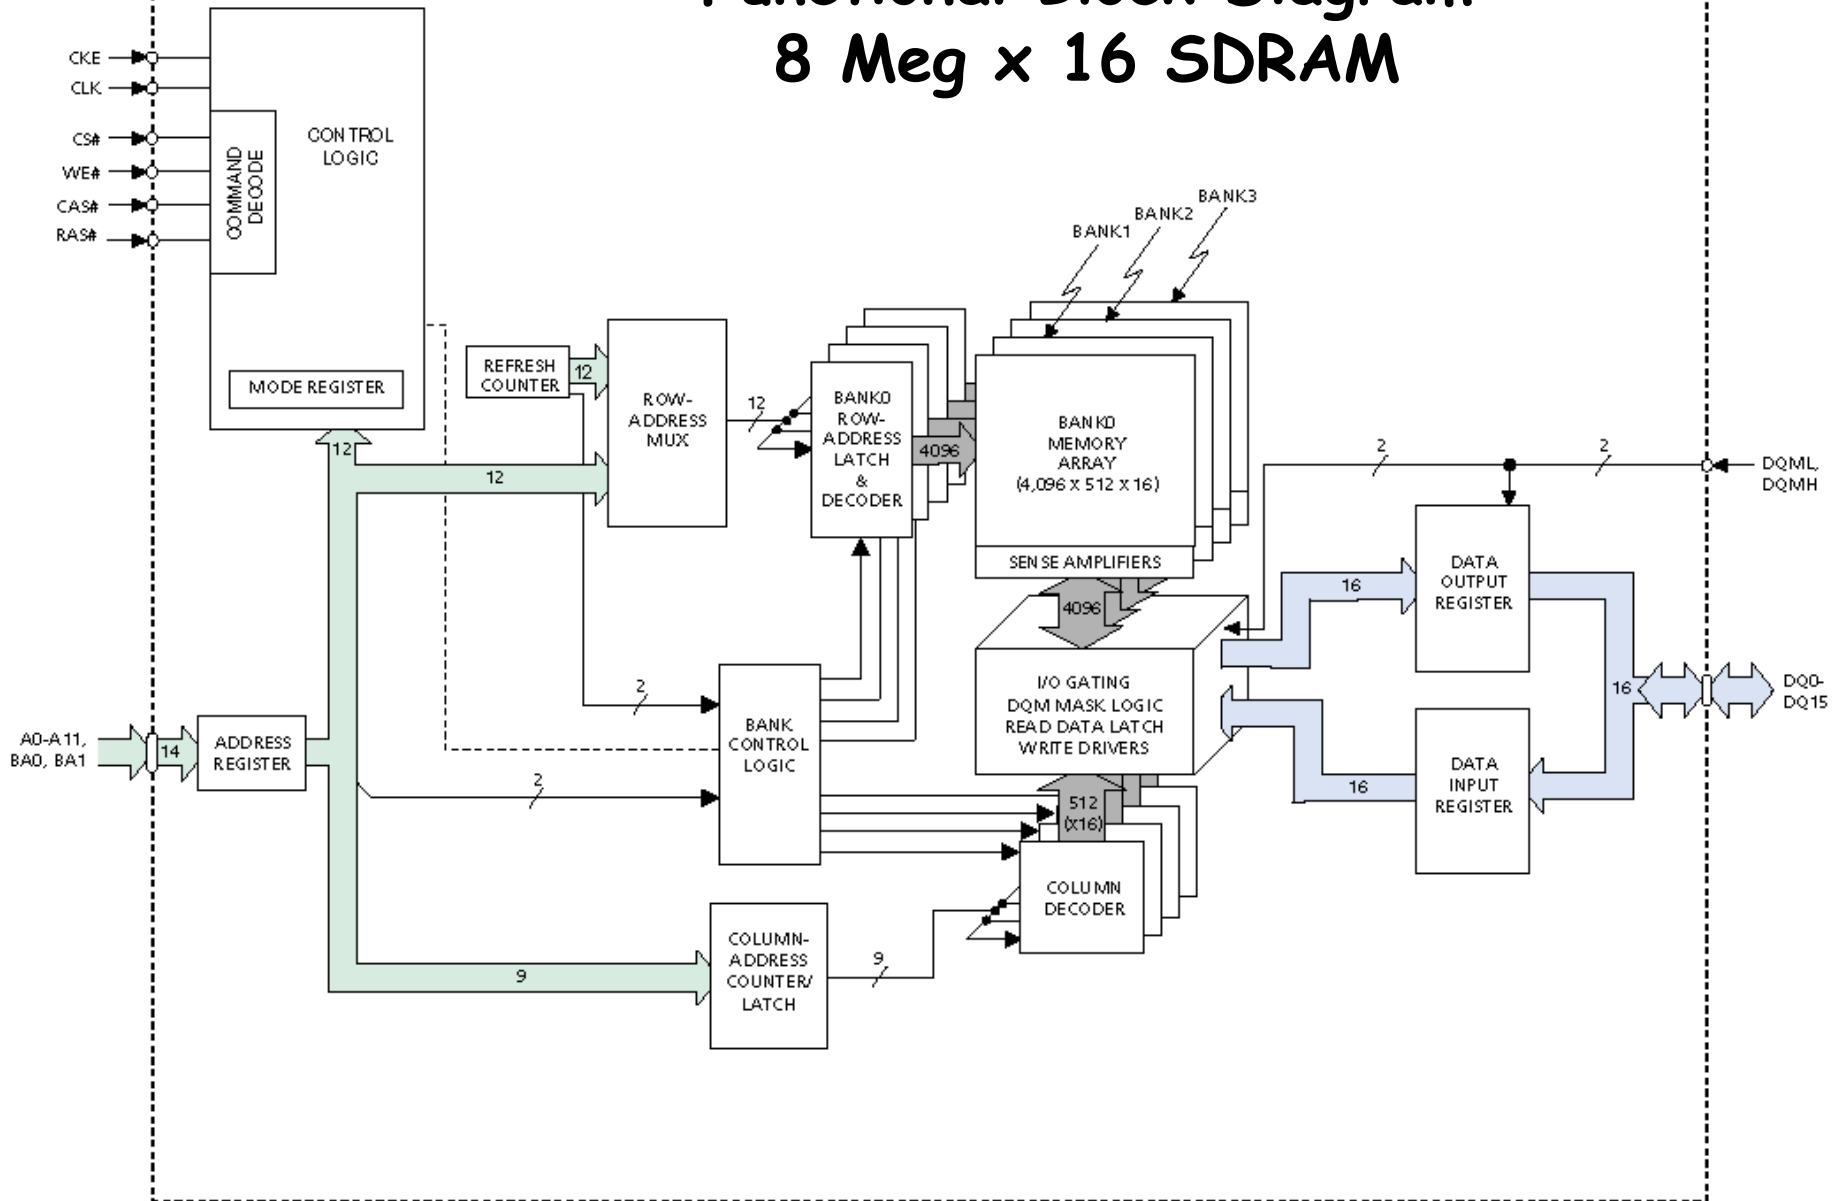 Functional Block Diagram
8 Meg x 16 SDRAM
CKE
CLK
CS#
WE#
CAS#
RAS#
COMMAND
DECODE
CONTROL
LOGIC
MODE REGISTER
12
BANK3
BANK2
BANK1
REFRESH
COUNTER
12
12
ROW-
ADDRESS
MUX
12
BANK0
ROW-
ADDRESS
LATCH
&
DECODER
4096
BANK0
MEMORY
ARRAY
(4,096 x 512 x 16)
SENSE AMPLIFIERS
4096
2
2
DQML,
DQMH
16
DATA
OUTPUT
REGISTER
I/O GATING
DQM MASK LOGIC
READ DATA LATCH
WRITE DRIVERS
16
DQ0-
DQ15
16
DATA
INPUT
REGISTER
A0-A11,
BA0, BA1
14
ADDRESS
REGISTER
2
2
BANK
CONTROL
LOGIC
512
(x16)
COLUMN
DECODER
9
COLUMN-
ADDRESS
COUNTER/
LATCH
9